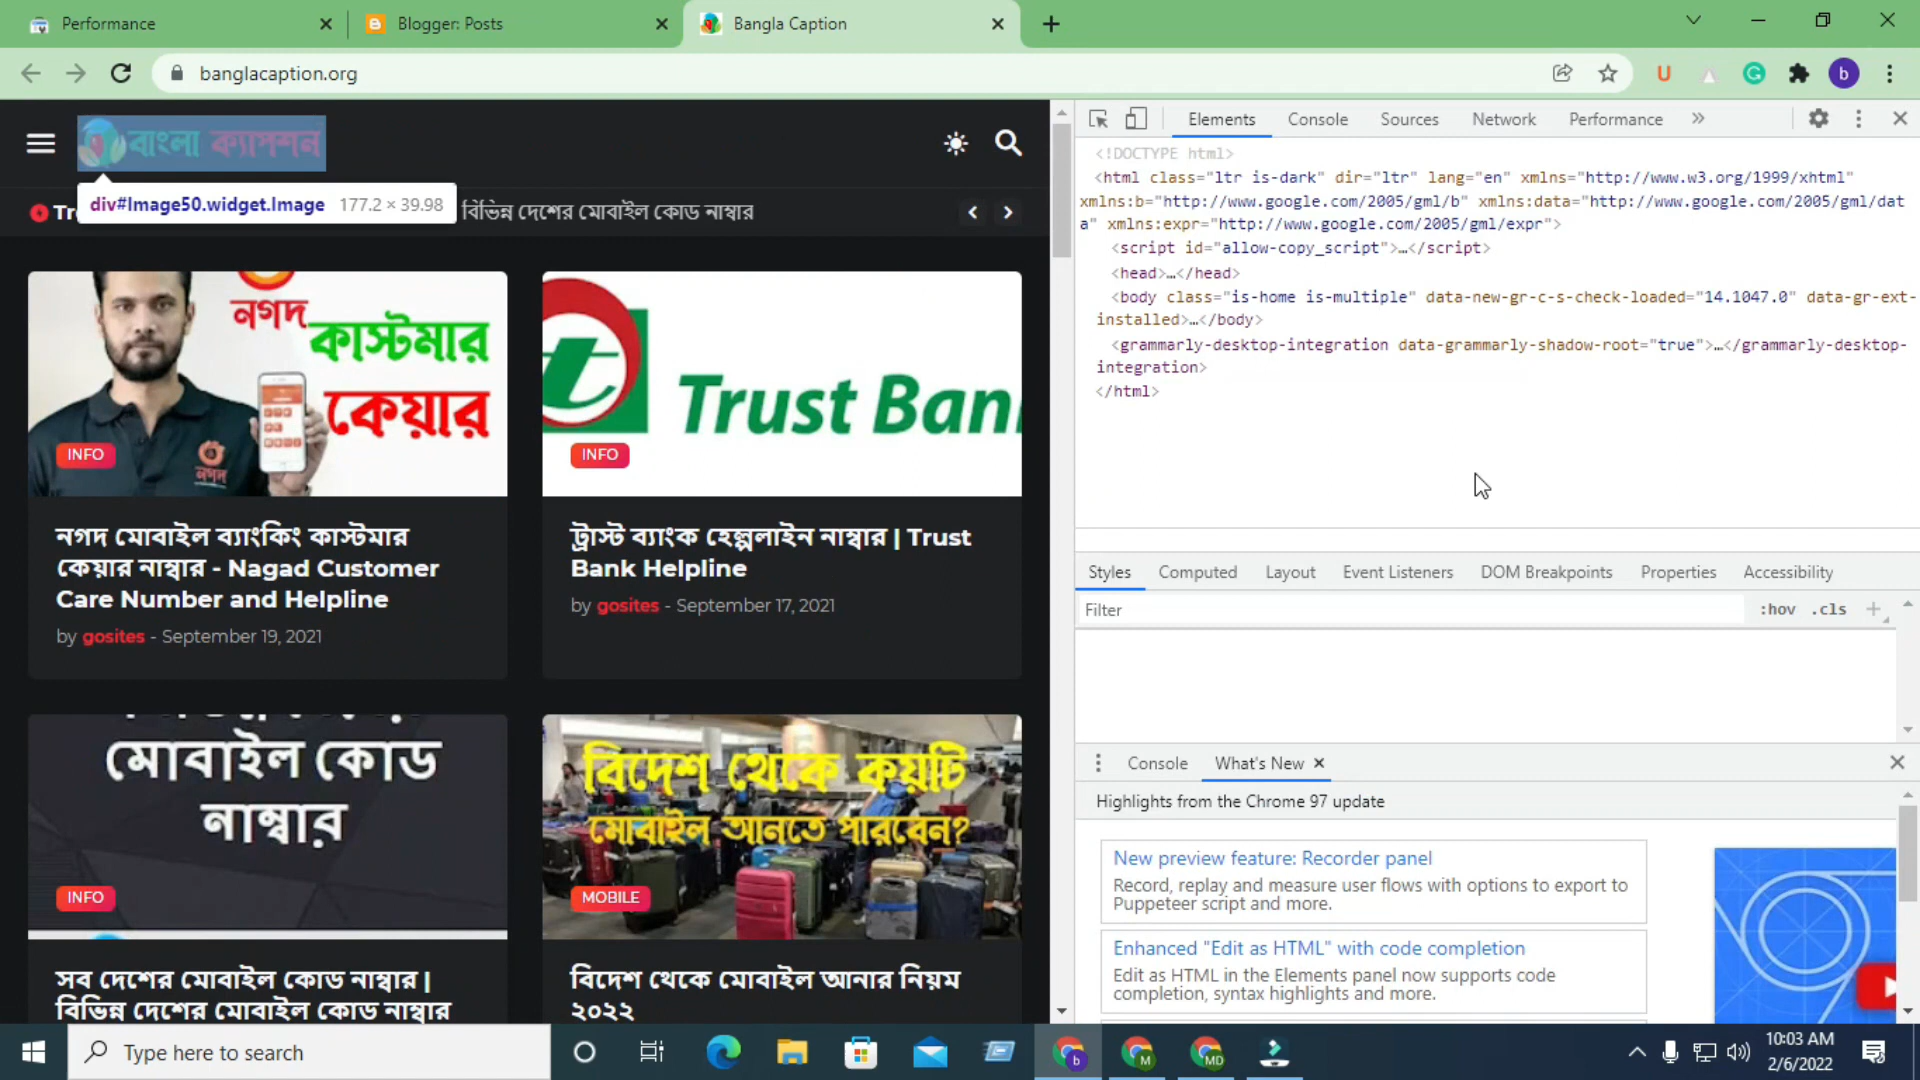 Performance
Blogger: Posts
Bangla Caption
banglacaption.org
U
G
b
বাংলা ক্যাপশন
div#Image50.widget.Image 177.2 × 39.98
Tr
বিভিন্ন দেশের মোবাইল কোড নাম্বার
নগদ
কাস্টমার
কেয়ার
নগদ
INFO
নগদ মোবাইল ব্যাংকিং কাস্টমার
কেয়ার নাম্বার - Nagad Customer
Care Number and Helpline
by gosites - September 19, 2021
t
Trust Ban
INFO
ট্রাস্ট ব্যাংক হেল্পলাইন নাম্বার | Trust
Bank Helpline
by gosites - September 17, 2021
মোবাইল কোড
নাম্বার
INFO
সব দেশের মোবাইল কোড নাম্বার |
বিভিন্ন দেশের মোবাইল কোড নাম্বার
বিদেশ থেকে কয়টি
মোবাইল আনতে পারবেন?
MOBILE
বিদেশ থেকে মোবাইল আনার নিয়ম
২০২২
Elements Console Sources Network Performance »
<!DOCTYPE html>
<html class="ltr is-dark" dir="ltr" lang="en" xmlns="http://www.w3.org/1999/xhtml"
xmlns:b="http://www.google.com/2005/gml/b" xmlns:data="http://www.google.com/2005/gml/dat
a" xmlns:expr="http://www.google.com/2005/gml/expr">
<script id="allow-copy_script">…</script>
<head>…</head>
<body class="is-home is-multiple" data-new-gr-c-s-check-loaded="14.1047.0" data-gr-ext-
installed>…</body>
<grammarly-desktop-integration data-grammarly-shadow-root="true">…</grammarly-desktop-
integration>
</html>
Styles Computed Layout Event Listeners DOM Breakpoints Properties Accessibility
Filter
:hov .cls +
Console What's New
Highlights from the Chrome 97 update
New preview feature: Recorder panel
Record, replay and measure user flows with options to export to
Puppeteer script and more.
Enhanced "Edit as HTML" with code completion
Edit as HTML in the Elements panel now supports code
completion, syntax highlights and more.
Type here to search
b
M
MD
10:03 AM
2/6/2022